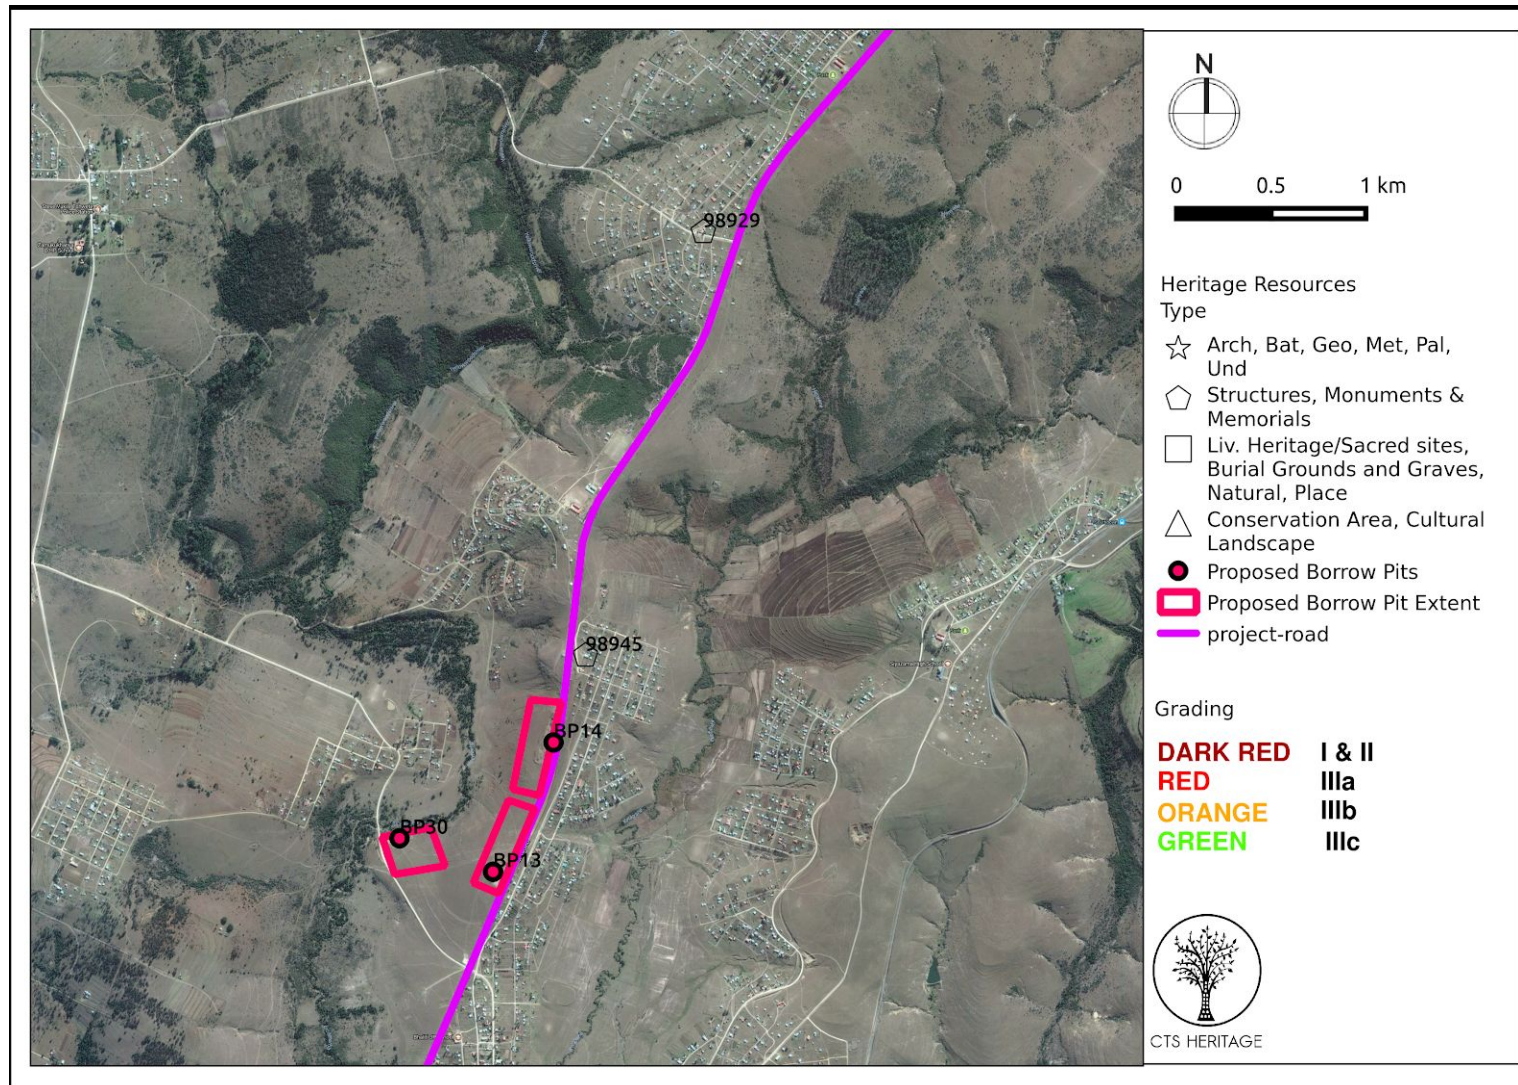 98929
98945
BP14
BP30
BP13
N
0 0.5 1 km
Heritage Resources
Type
Arch, Bat, Geo, Met, Pal,
Und
Structures, Monuments &
Memorials
Liv. Heritage/Sacred sites,
Burial Grounds and Graves,
Natural, Place
Conservation Area, Cultural
Landscape
Proposed Borrow Pits
Proposed Borrow Pit Extent
project-road
Grading
DARK RED I & II
RED IIIa
ORANGE IIIb
GREEN IIIc
CTS HERITAGE